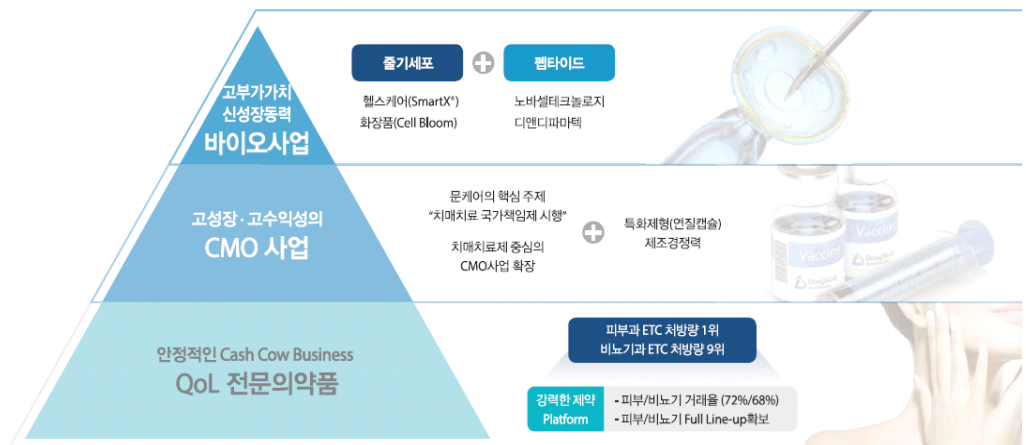 고부가가치
신성장동력
바이오사업
줄기세포
펩타이드
헬스케어(SmartX®)
화장품(Cell Bloom)
노바셀테크놀로지
디앤디파마텍
고성장 · 고수익성의
CMO 사업
문케어의 핵심 주제
“치매치료 국가책임제 시행”
치매치료제 중심의
CMO사업 확장
특화제형(연질캡슐)
제조경쟁력
Vaccine
Vaccine
안정적인 Cash Cow Business
QoL 전문의약품
피부과 ETC 처방량 1위
비뇨기과 ETC 처방량 9위
강력한 제약
Platform
- 피부/비뇨기 거래율 (72%/68%)
- 피부/비뇨기 Full Line-up확보